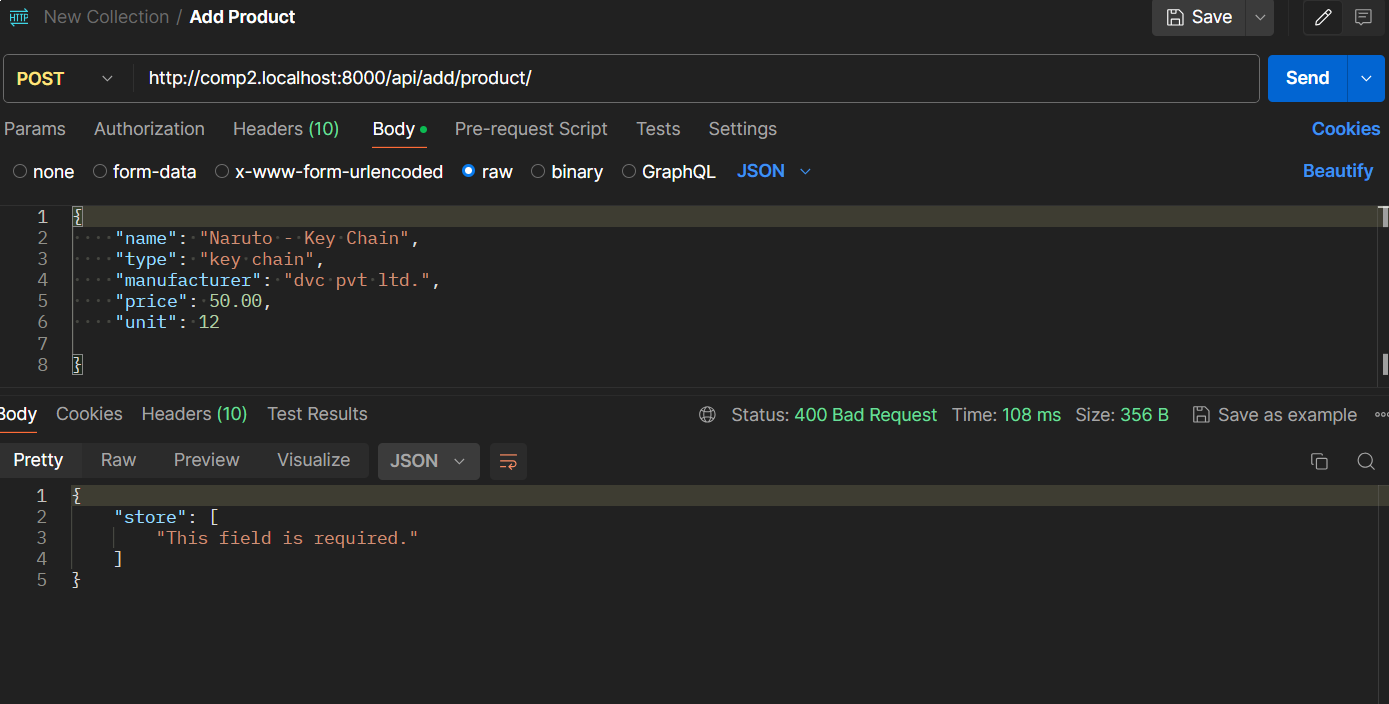 HTTP New Collection / Add Product Save
POST http://comp2.localhost:8000/api/add/product/ Send
Params Authorization Headers (10) Body Pre-request Script Tests Settings Cookies
none form-data x-www-form-urlencoded raw binary GraphQL JSON Beautify
1 {
2 "name": "Naruto - Key Chain",
3 "type": "key chain",
4 "manufacturer": "dvc pvt ltd.",
5 "price": 50.00,
6 "unit": 12
7
8 }
Body Cookies Headers (10) Test Results Status: 400 Bad Request Time: 108 ms Size: 356 B Save as example
Pretty Raw Preview Visualize JSON
1 {
2 "store": [
3 "This field is required."
4 ]
5 }